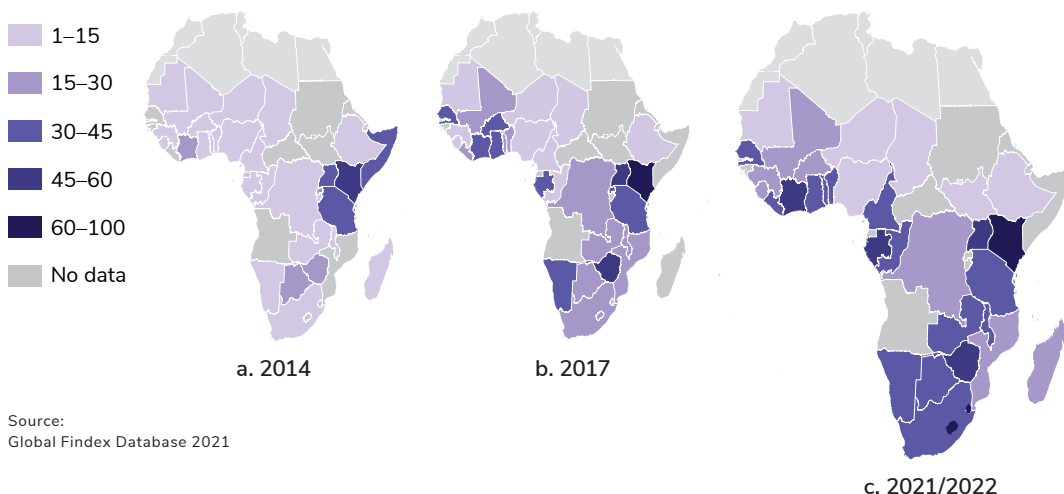 1–15
15–30
30–45
45–60
60–100
No data
a. 2014
b. 2017
c. 2021/2022
Source:
Global Findex Database 2021